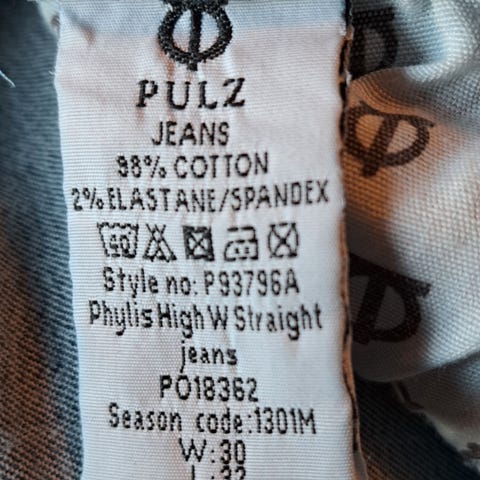 PULZ
JEANS
98% COTTON
2% ELASTANE/SPANDEX
Style no: P93796A
Phylis High W Straight
jeans
PO18362
Season code:1301M
W:30
L:32